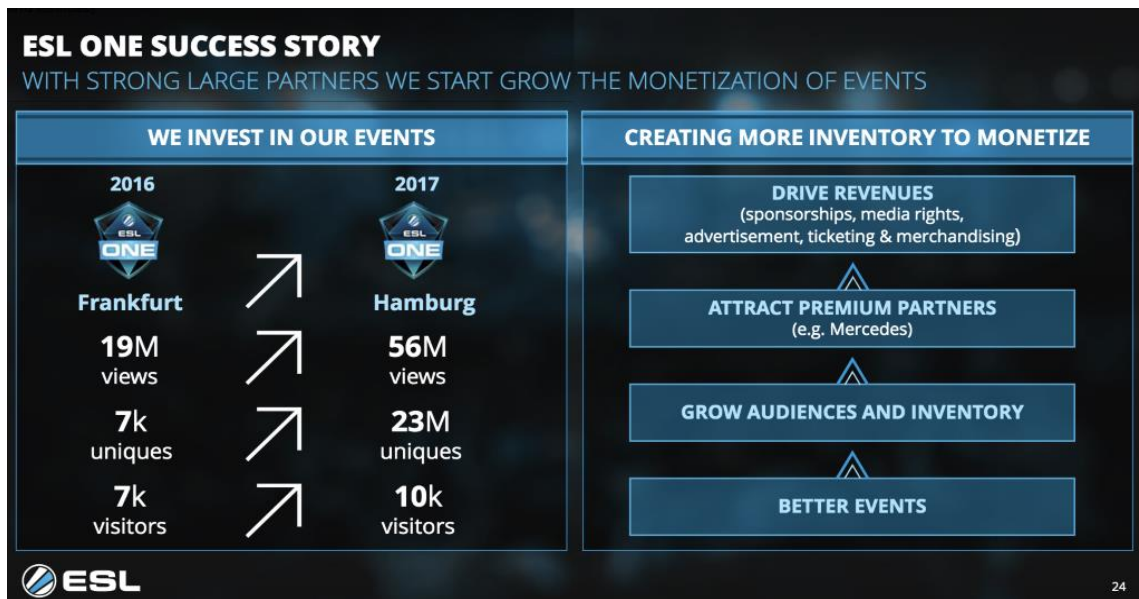 ESL ONE SUCCESS STORY
WITH STRONG LARGE PARTNERS WE START GROW THE MONETIZATION OF EVENTS
WE INVEST IN OUR EVENTS
2016
2017
ESL
ONE
ESL
ONE
Frankfurt
Hamburg
19M
views
56M
views
7k
uniques
23M
uniques
7k
visitors
10k
visitors
CREATING MORE INVENTORY TO MONETIZE
DRIVE REVENUES
(sponsorships, media rights,
advertisement, ticketing & merchandising)
ATTRACT PREMIUM PARTNERS
(e.g. Mercedes)
GROW AUDIENCES AND INVENTORY
BETTER EVENTS
ESL
24